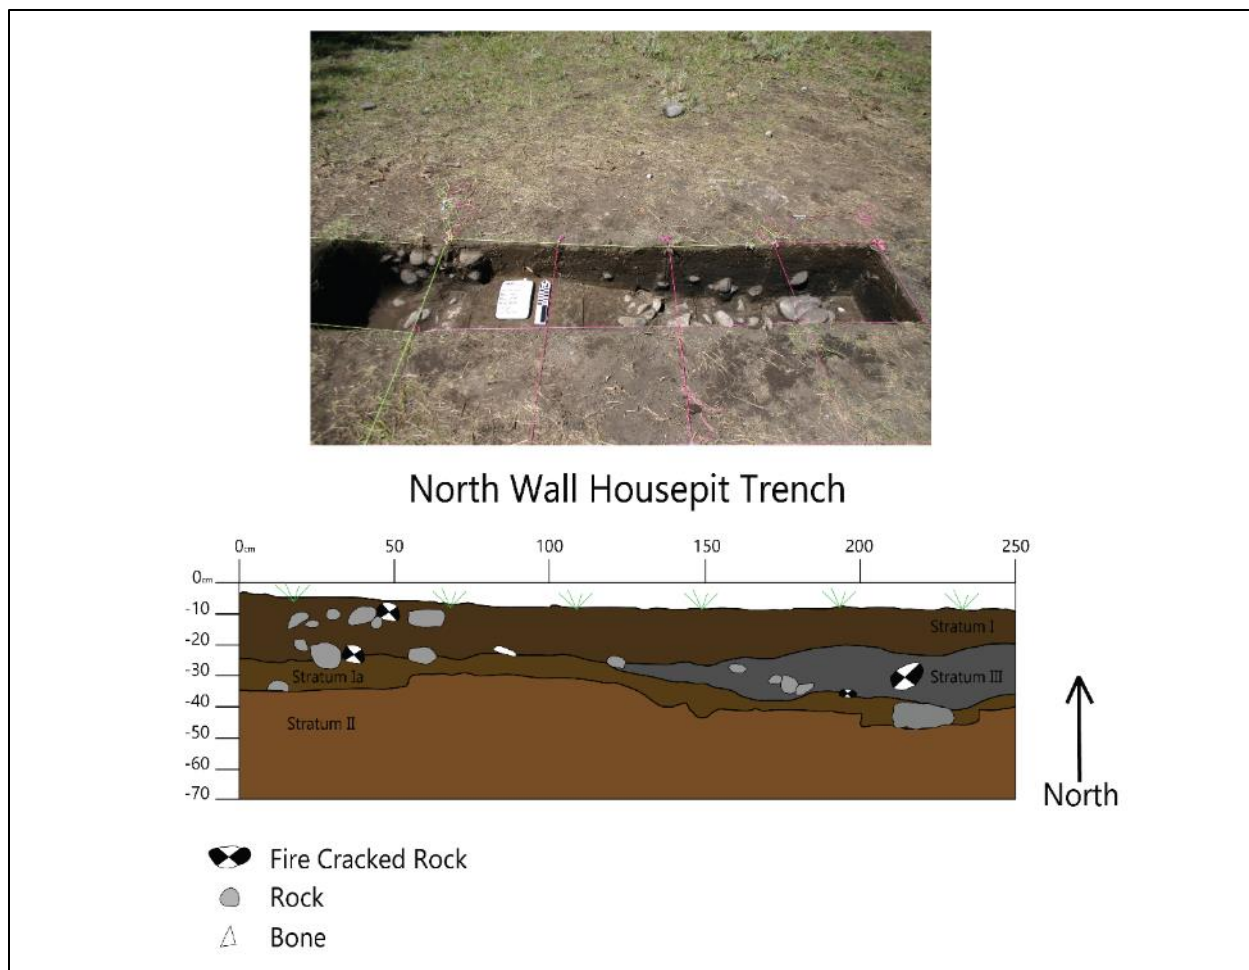 North Wall Housepit Trench
0cm 50 100 150 200 250
0cm
-10
-20
-30
-40
-50
-60
-70
Stratum I
Stratum Ia
Stratum III
Stratum II
North
Fire Cracked Rock
Rock
Bone